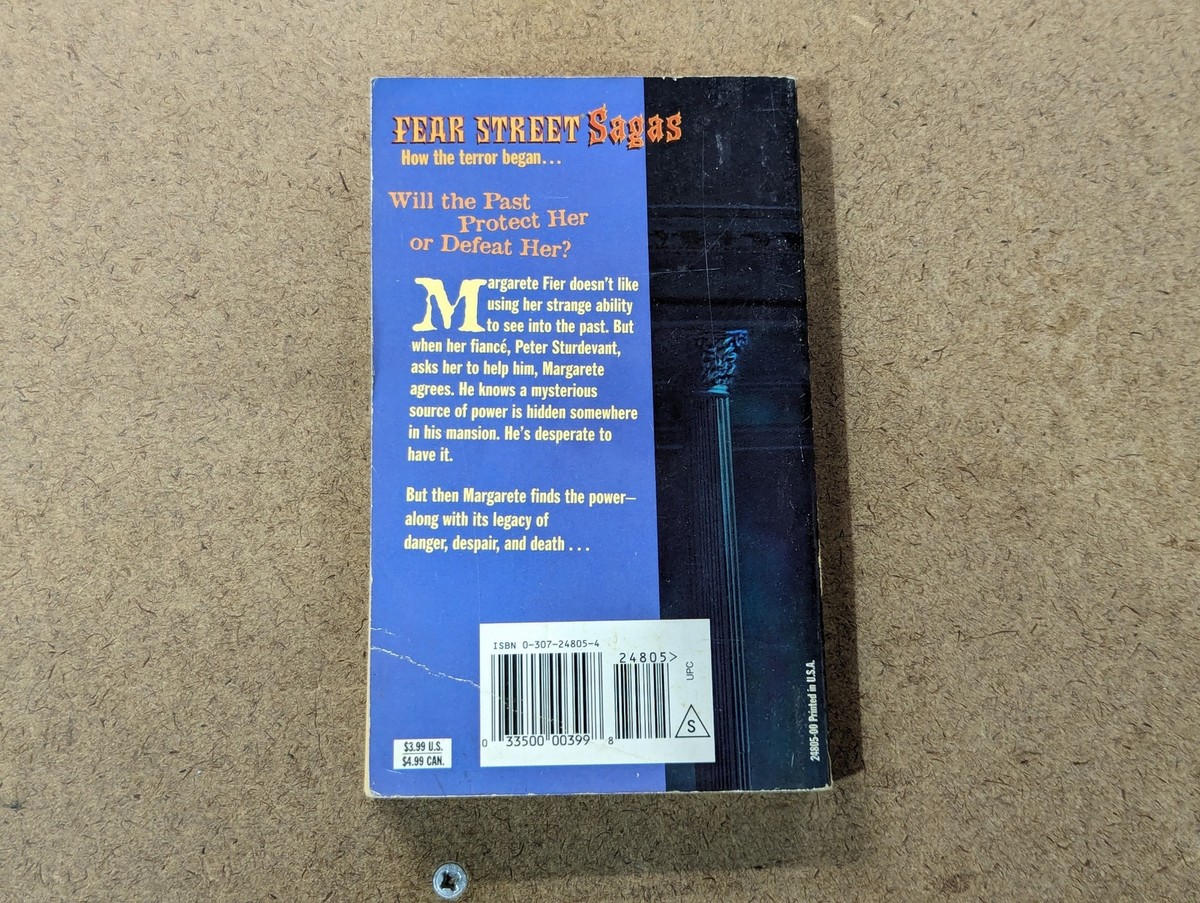 FEAR STREET Sagas
How the terror began...
Will the Past
Protect Her
or Defeat Her?
Margarete Fier doesn't like
using her strange ability
to see into the past. But
when her fiancé, Peter Sturdevant,
asks her to help him, Margarete
agrees. He knows a mysterious
source of power is hidden somewhere
in his mansion. He's desperate to
have it.
But then Margarete finds the power—
along with its legacy of
danger, despair, and death . . .
ISBN 0-307-24805-4
24805>
UPC
S
0 33500 00399 8
$3.99 U.S.
$4.99 CAN.
24805-00 Printed in U.S.A.